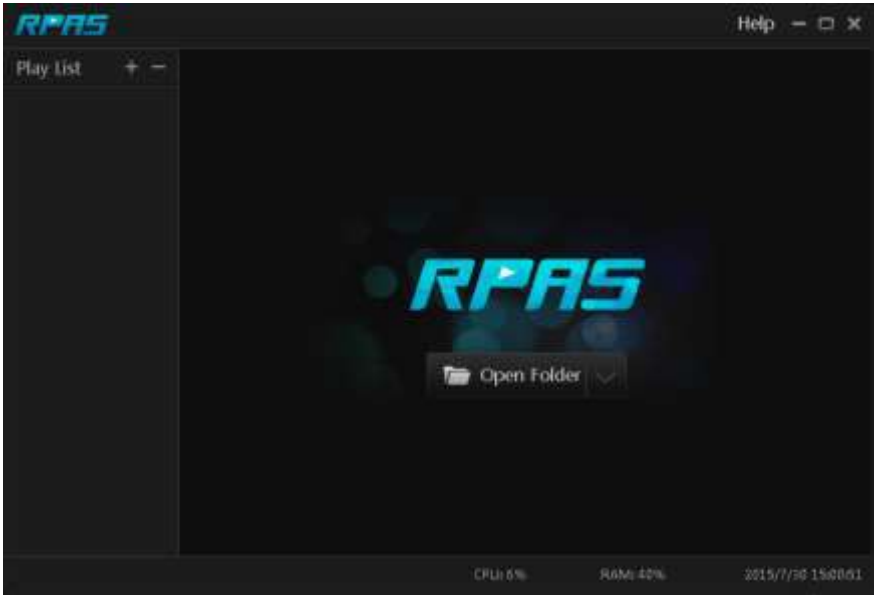 RPAS Help
Play List + −
RPAS
Open Folder
CPU: 6% RAM: 40% 2015/7/30 15:00:51